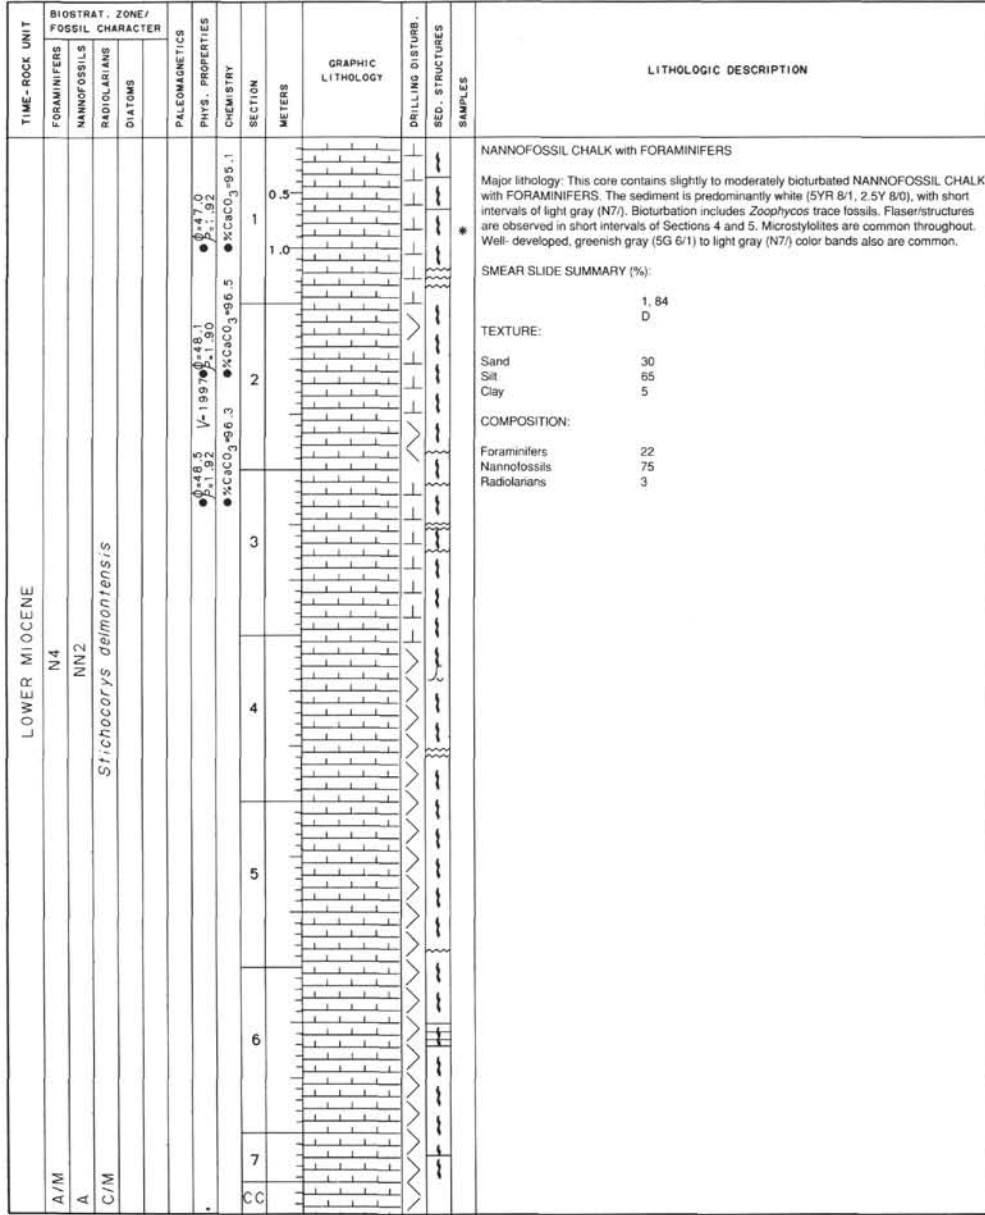 TIME-ROCK UNIT
BIOSTRAT. ZONE/
FOSSIL CHARACTER
FORAMINIFERS
NANNOFOSSILS
RADIOLARIANS
DIATOMS
PALEOMAGNETICS
PHYS. PROPERTIES
CHEMISTRY
SECTION
METERS
GRAPHIC
LITHOLOGY
DRILLING DISTURB.
SED. STRUCTURES
SAMPLES
LITHOLOGIC DESCRIPTION
LOWER MIOCENE
N4
A/M
NN2
A
Stichocorys delmontensis
C/M
●Φ=47.0
ρ=1.92
V-1997●Φ=48.1
ρ=1.90
●Φ=48.5
ρ=1.92
●%CaCO3=95.1
●%CaCO3=96.5
●%CaCO3=96.3
1
2
3
4
5
6
7
CC
0.5
1.0
*
NANNOFOSSIL CHALK with FORAMINIFERS
Major lithology: This core contains slightly to moderately bioturbated NANNOFOSSIL CHALK
with FORAMINIFERS. The sediment is predominantly white (5YR 8/1, 2.5Y 8/0), with short
intervals of light gray (N7/). Bioturbation includes Zoophycos trace fossils. Flaser/structures
are observed in short intervals of Sections 4 and 5. Microstylolites are common throughout.
Well- developed, greenish gray (5G 6/1) to light gray (N7/) color bands also are common.
SMEAR SLIDE SUMMARY (%):
1, 84
D
TEXTURE:
Sand 30
Silt 65
Clay 5
COMPOSITION:
Foraminifers 22
Nannofossils 75
Radiolarians 3